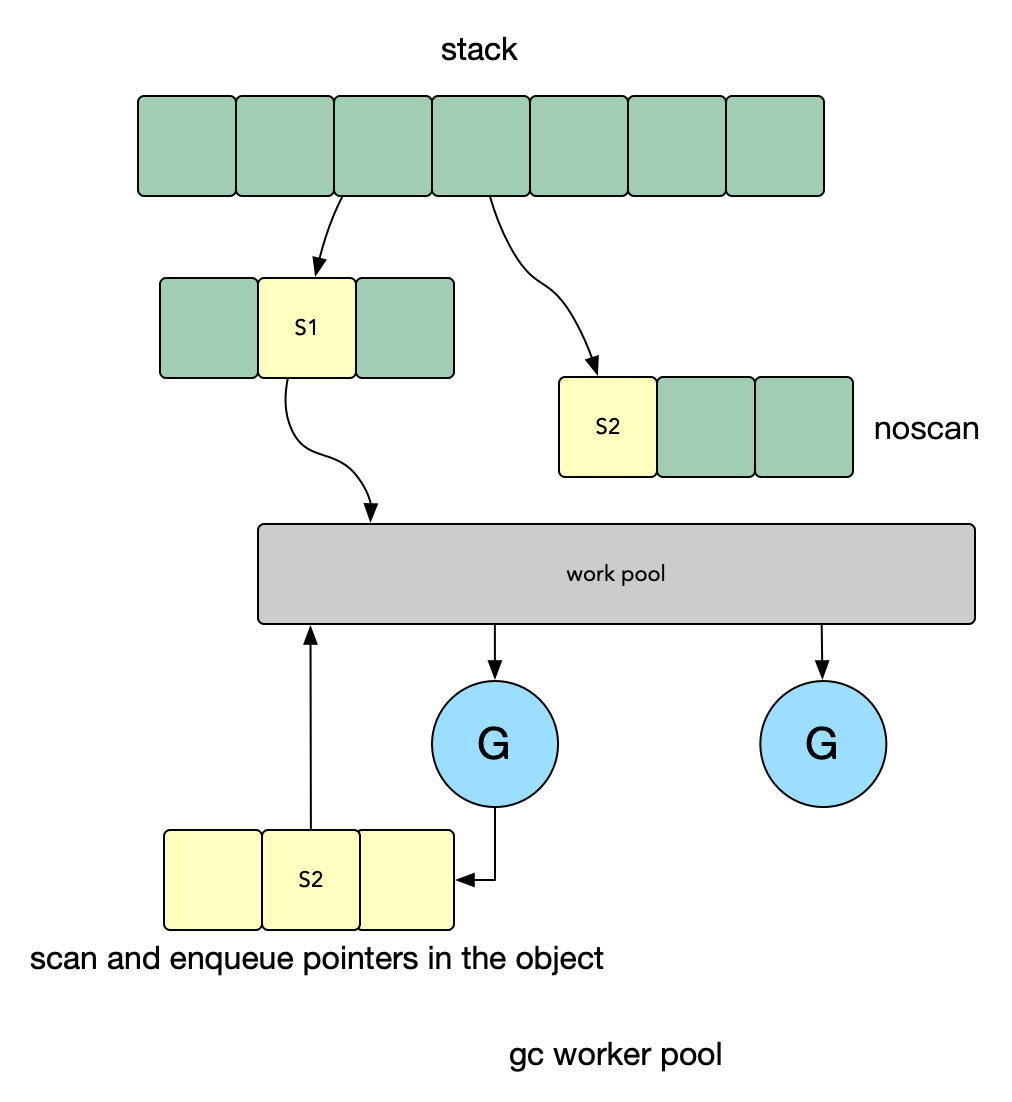 stack
S1
S2
noscan
work pool
G
G
S2
scan and enqueue pointers in the object
gc worker pool